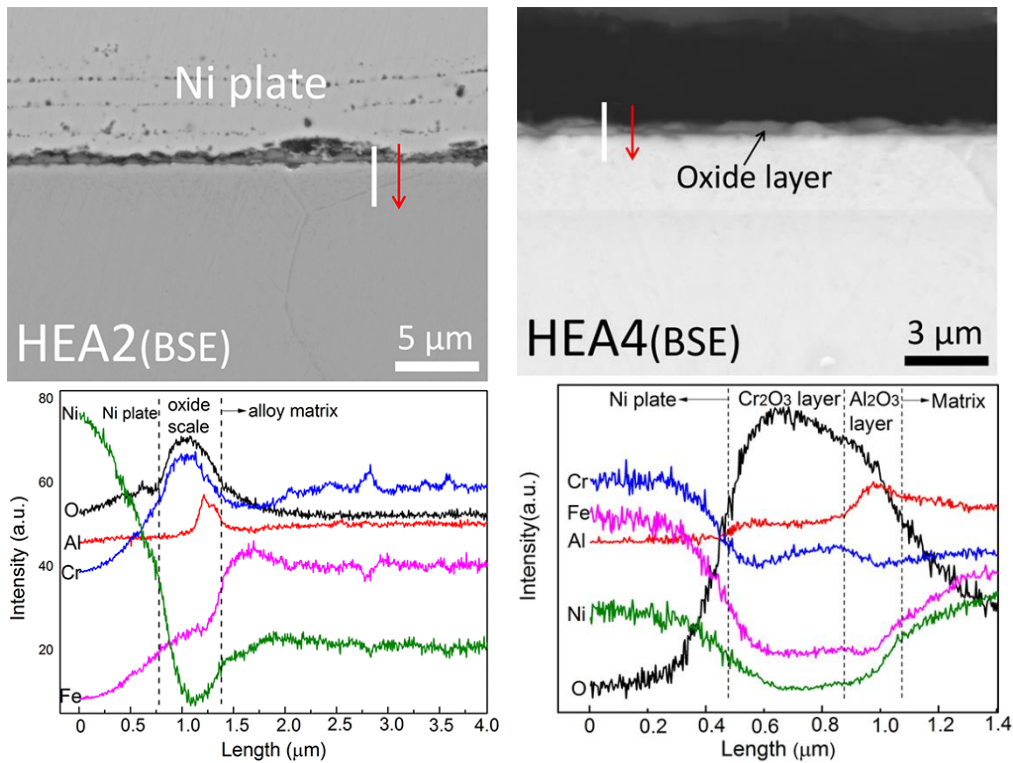 Ni plate
HEA2(BSE)
5 μm
Oxide layer
HEA4(BSE)
3 μm
80
60
40
20
Intensity (a.u.)
Ni
O
Al
Cr
Fe
Ni plate
oxide
scale
alloy matrix
0
0.5
1.0
1.5
2.0
2.5
3.0
3.5
4.0
Length (μm)
Intensity(a.u.)
Ni plate
Cr₂O₃ layer
Al₂O₃
layer
Matrix
Cr
Fe
Al
Ni
O
0
0.2
0.4
0.6
0.8
1.0
1.2
1.4
Length (μm)